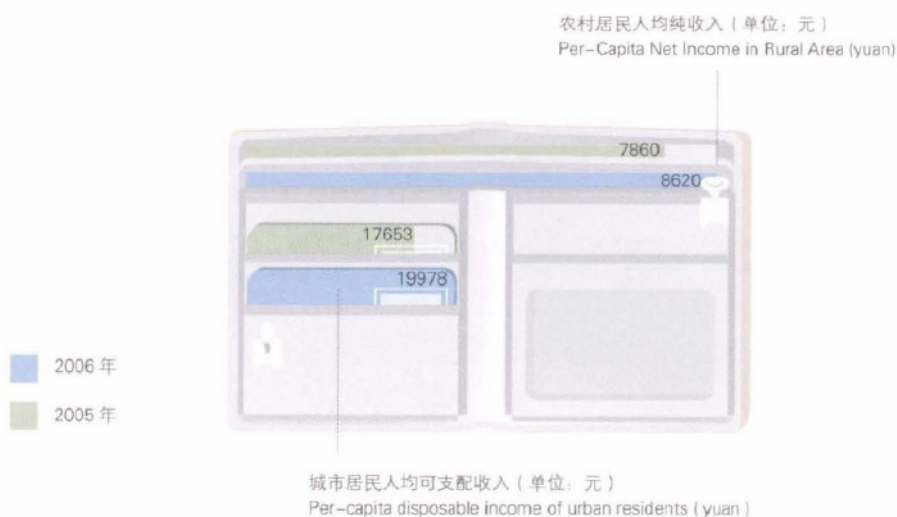 农村居民人均纯收入（单位：元）
Per-Capita Net Income in Rural Area (yuan)
7860
8620
17653
19978
2006 年
2005 年
城市居民人均可支配收入（单位：元）
Per-capita disposable income of urban residents ( yuan )